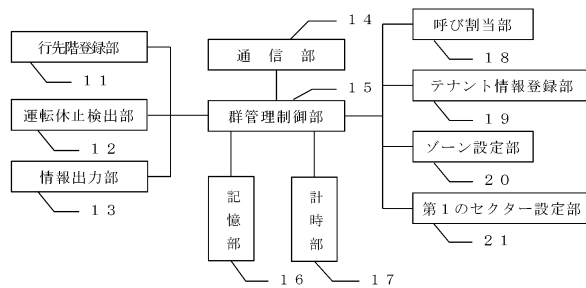 行先階登録部
11
運転休止検出部
12
情報出力部
13
14
通信部
15
群管理制御部
記憶部
16
計時部
17
呼び割当部
18
テナント情報登録部
19
ゾーン設定部
20
第1のセクター設定部
21